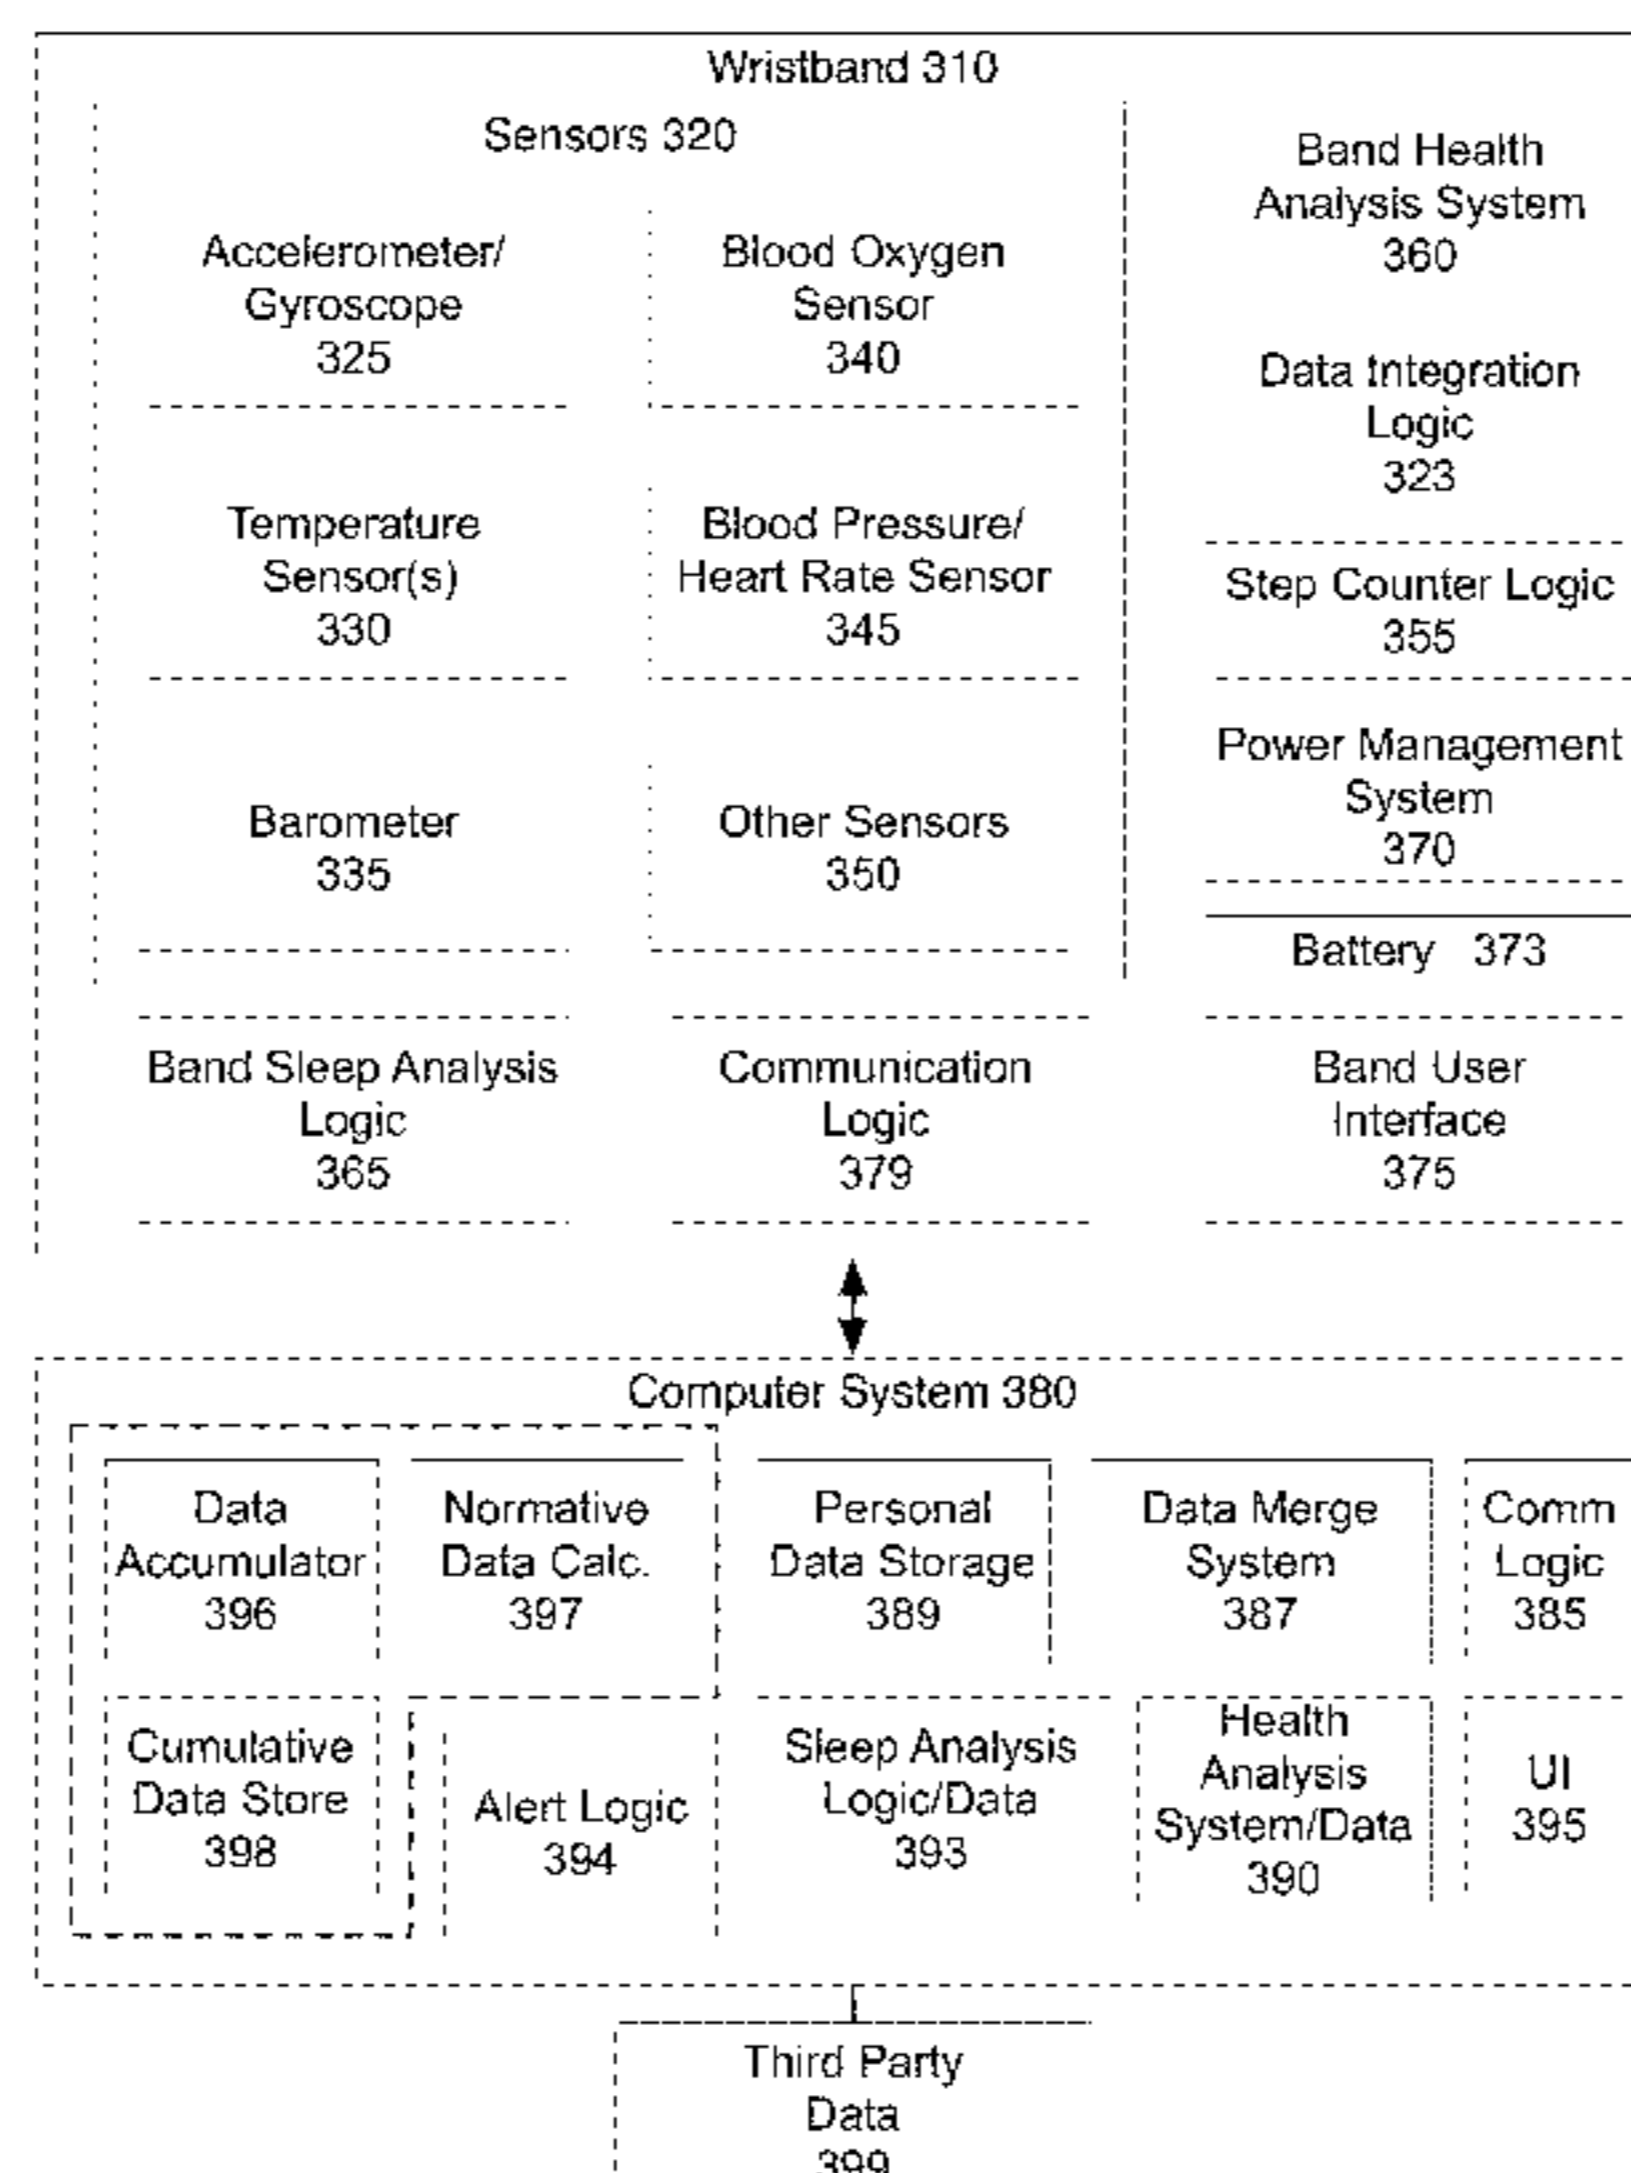 Wristband 310
Sensors 320
Accelerometer/
Gyroscope
325
Blood Oxygen
Sensor
340
Temperature
Sensor(s)
330
Blood Pressure/
Heart Rate Sensor
345
Barometer
335
Other Sensors
350
Band Health
Analysis System
360
Data Integration
Logic
323
Step Counter Logic
355
Power Management
System
370
Battery 373
Band Sleep Analysis
Logic
365
Communication
Logic
379
Band User
Interface
375
Computer System 380
Data
Accumulator
396
Normative
Data Calc.
397
Personal
Data Storage
389
Data Merge
System
387
Comm
Logic
385
Cumulative
Data Store
398
Alert Logic
394
Sleep Analysis
Logic/Data
393
Health
Analysis
System/Data
390
UI
395
Third Party
Data
399